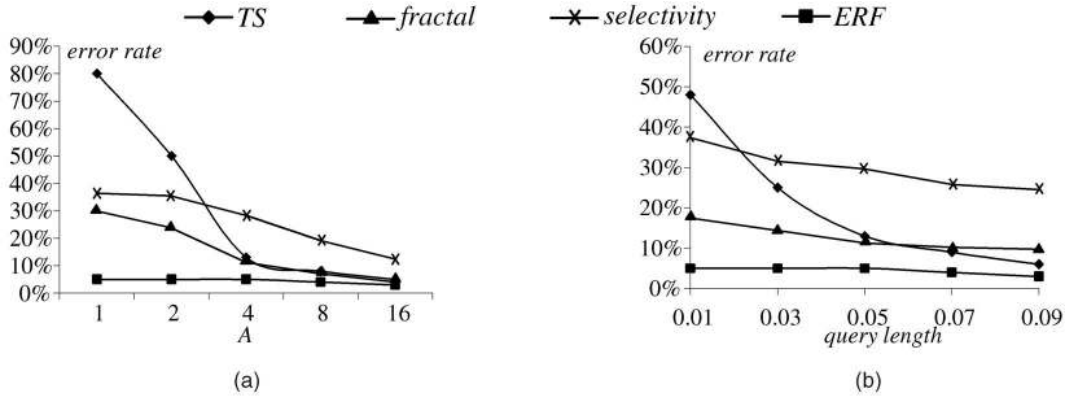 TS fractal selectivity ERF
error rate
90%
80%
70%
60%
50%
40%
30%
20%
10%
0%
1 2 4 8 16
A
(a)
error rate
60%
50%
40%
30%
20%
10%
0%
0.01 0.03 0.05 0.07 0.09
query length
(b)